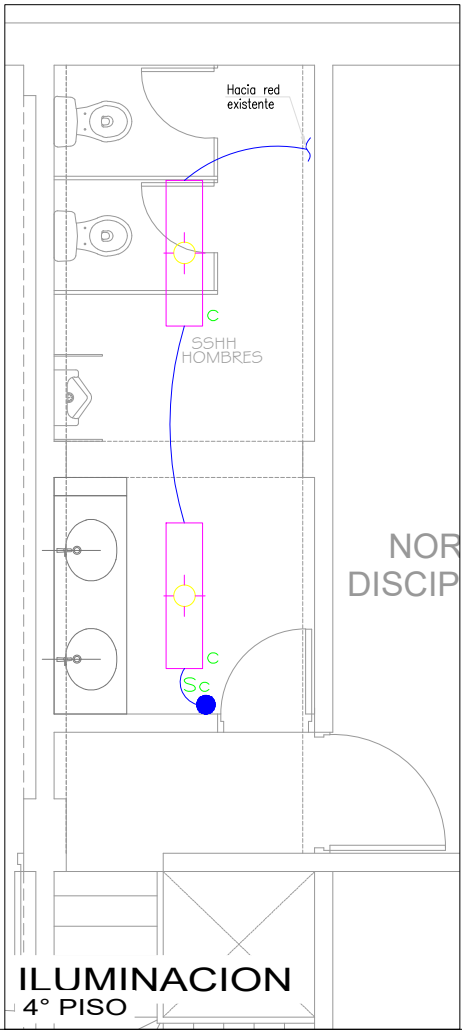 Hacia red
existente
C
SSHH
HOMBRES
NOR
DISCIP
C
Sc
ILUMINACION
4° PISO